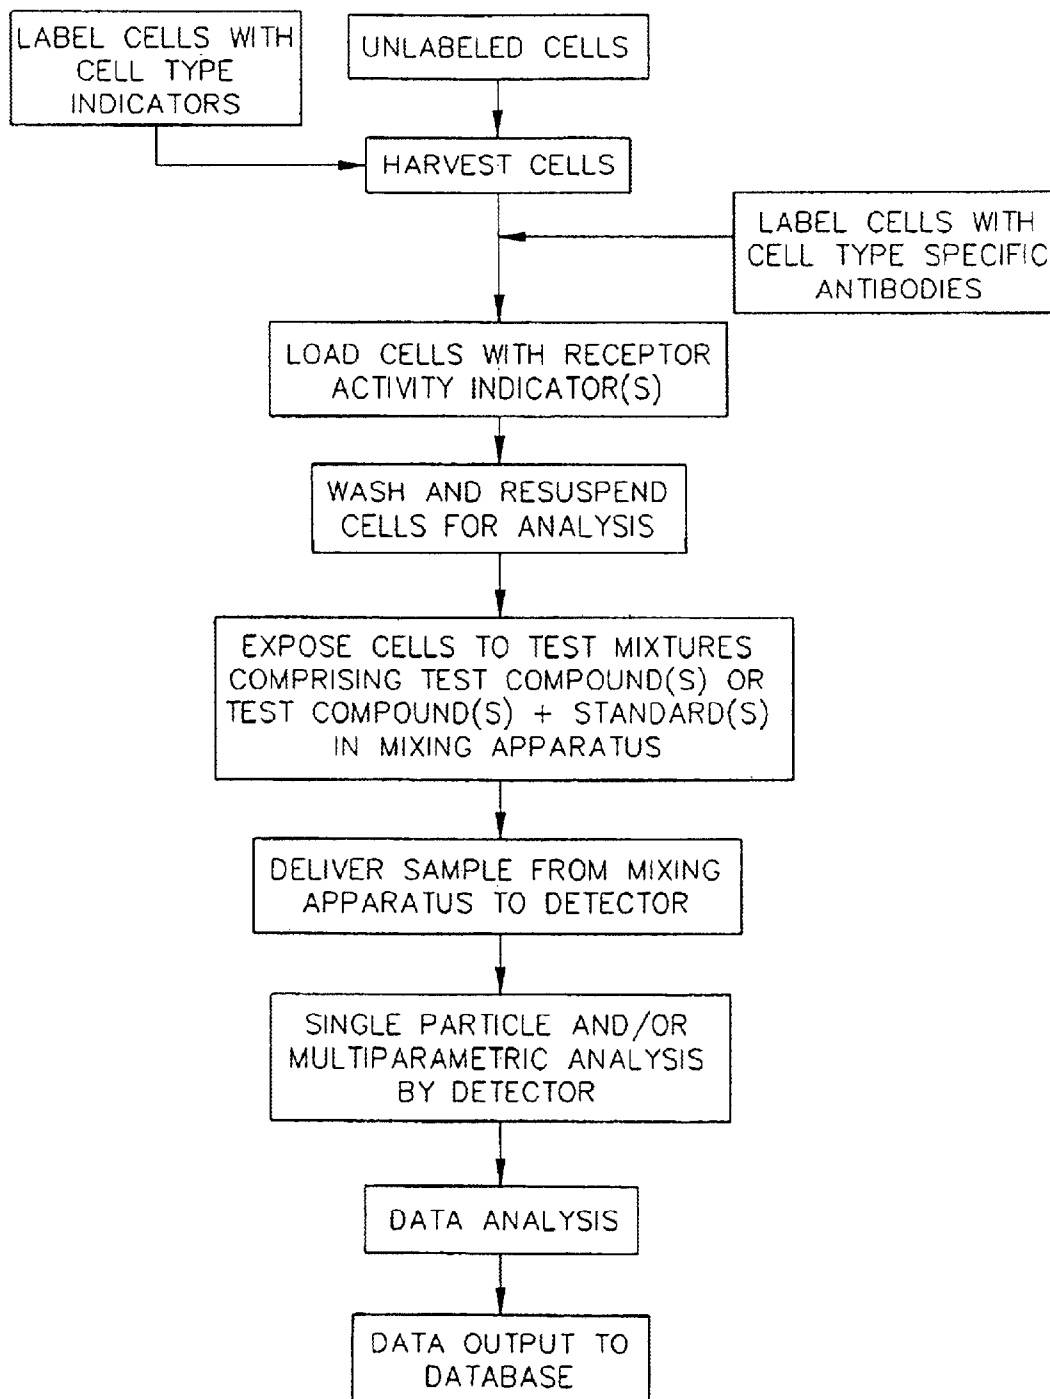 LABEL CELLS WITH
CELL TYPE
INDICATORS
UNLABELED CELLS
HARVEST CELLS
LABEL CELLS WITH
CELL TYPE SPECIFIC
ANTIBODIES
LOAD CELLS WITH RECEPTOR
ACTIVITY INDICATOR(S)
WASH AND RESUSPEND
CELLS FOR ANALYSIS
EXPOSE CELLS TO TEST MIXTURES
COMPRISING TEST COMPOUND(S) OR
TEST COMPOUND(S) + STANDARD(S)
IN MIXING APPARATUS
DELIVER SAMPLE FROM MIXING
APPARATUS TO DETECTOR
SINGLE PARTICLE AND/OR
MULTIPARAMETRIC ANALYSIS
BY DETECTOR
DATA ANALYSIS
DATA OUTPUT TO
DATABASE